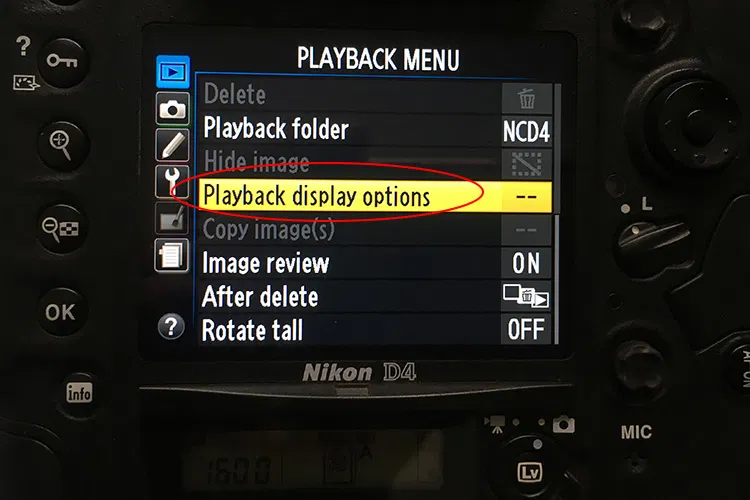 PLAYBACK MENU
Delete
Playback folder NCD4
Hide image
Playback display options --
Copy image(s) --
Image review ON
After delete
Rotate tall OFF
?
?
OK
info
Nikon D4
L
MIC
Lv
1600
A